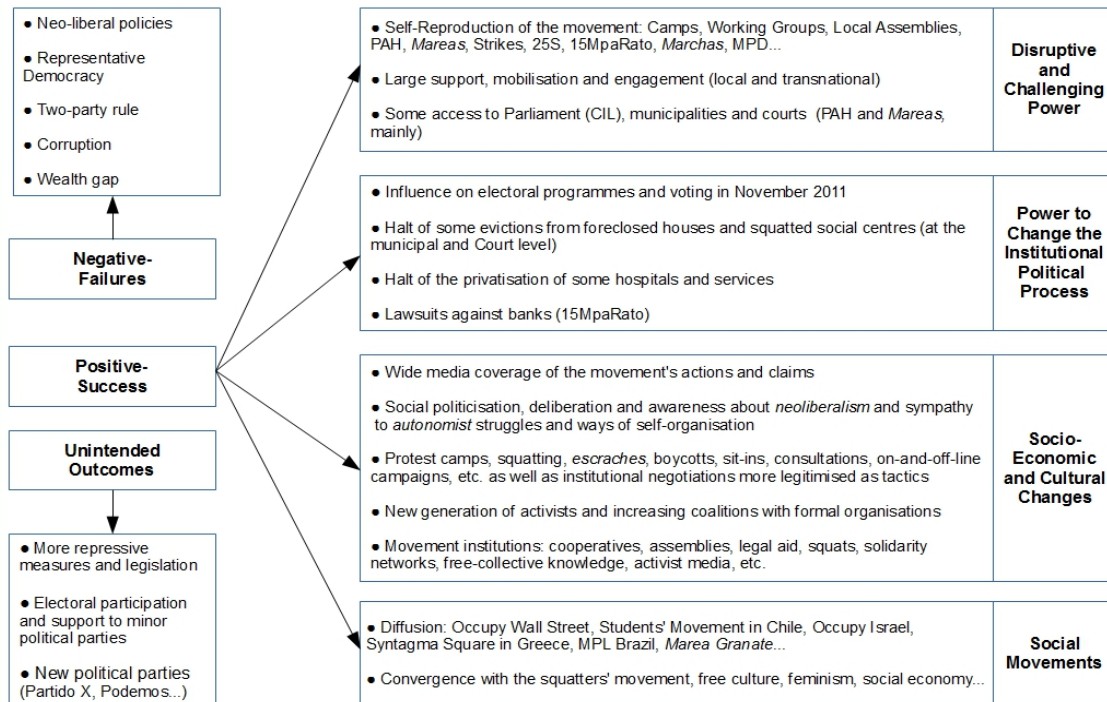 ● Neo-liberal policies
● Representative
Democracy
● Two-party rule
● Corruption
● Wealth gap
Negative-
Failures
Positive-
Success
Unintended
Outcomes
● More repressive
measures and legislation
● Electoral participation
and support to minor
political parties
● New political parties
(Partido X, Podemos...)
● Self-Reproduction of the movement: Camps, Working Groups, Local Assemblies,
PAH, Mareas, Strikes, 25S, 15MpaRato, Marchas, MPD...
● Large support, mobilisation and engagement (local and transnational)
● Some access to Parliament (CIL), municipalities and courts (PAH and Mareas,
mainly)
Disruptive
and
Challenging
Power
● Influence on electoral programmes and voting in November 2011
● Halt of some evictions from foreclosed houses and squatted social centres (at the
municipal and Court level)
● Halt of the privatisation of some hospitals and services
● Lawsuits against banks (15MpaRato)
Power to
Change the
Institutional
Political
Process
● Wide media coverage of the movement's actions and claims
● Social politicisation, deliberation and awareness about neoliberalism and sympathy
to autonomist struggles and ways of self-organisation
● Protest camps, squatting, escraches, boycotts, sit-ins, consultations, on-and-off-line
campaigns, etc. as well as institutional negotiations more legitimised as tactics
● New generation of activists and increasing coalitions with formal organisations
● Movement institutions: cooperatives, assemblies, legal aid, squats, solidarity
networks, free-collective knowledge, activist media, etc.
Socio-
Economic
and Cultural
Changes
● Diffusion: Occupy Wall Street, Students' Movement in Chile, Occupy Israel,
Syntagma Square in Greece, MPL Brazil, Marea Granate...
● Convergence with the squatters' movement, free culture, feminism, social economy...
Social
Movements